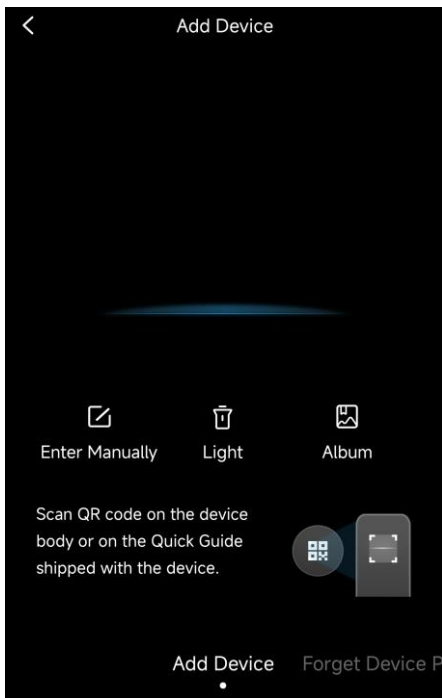 Add Device
Enter Manually
Light
Album
Scan QR code on the device
body or on the Quick Guide
shipped with the device.
Add Device
Forget Device P